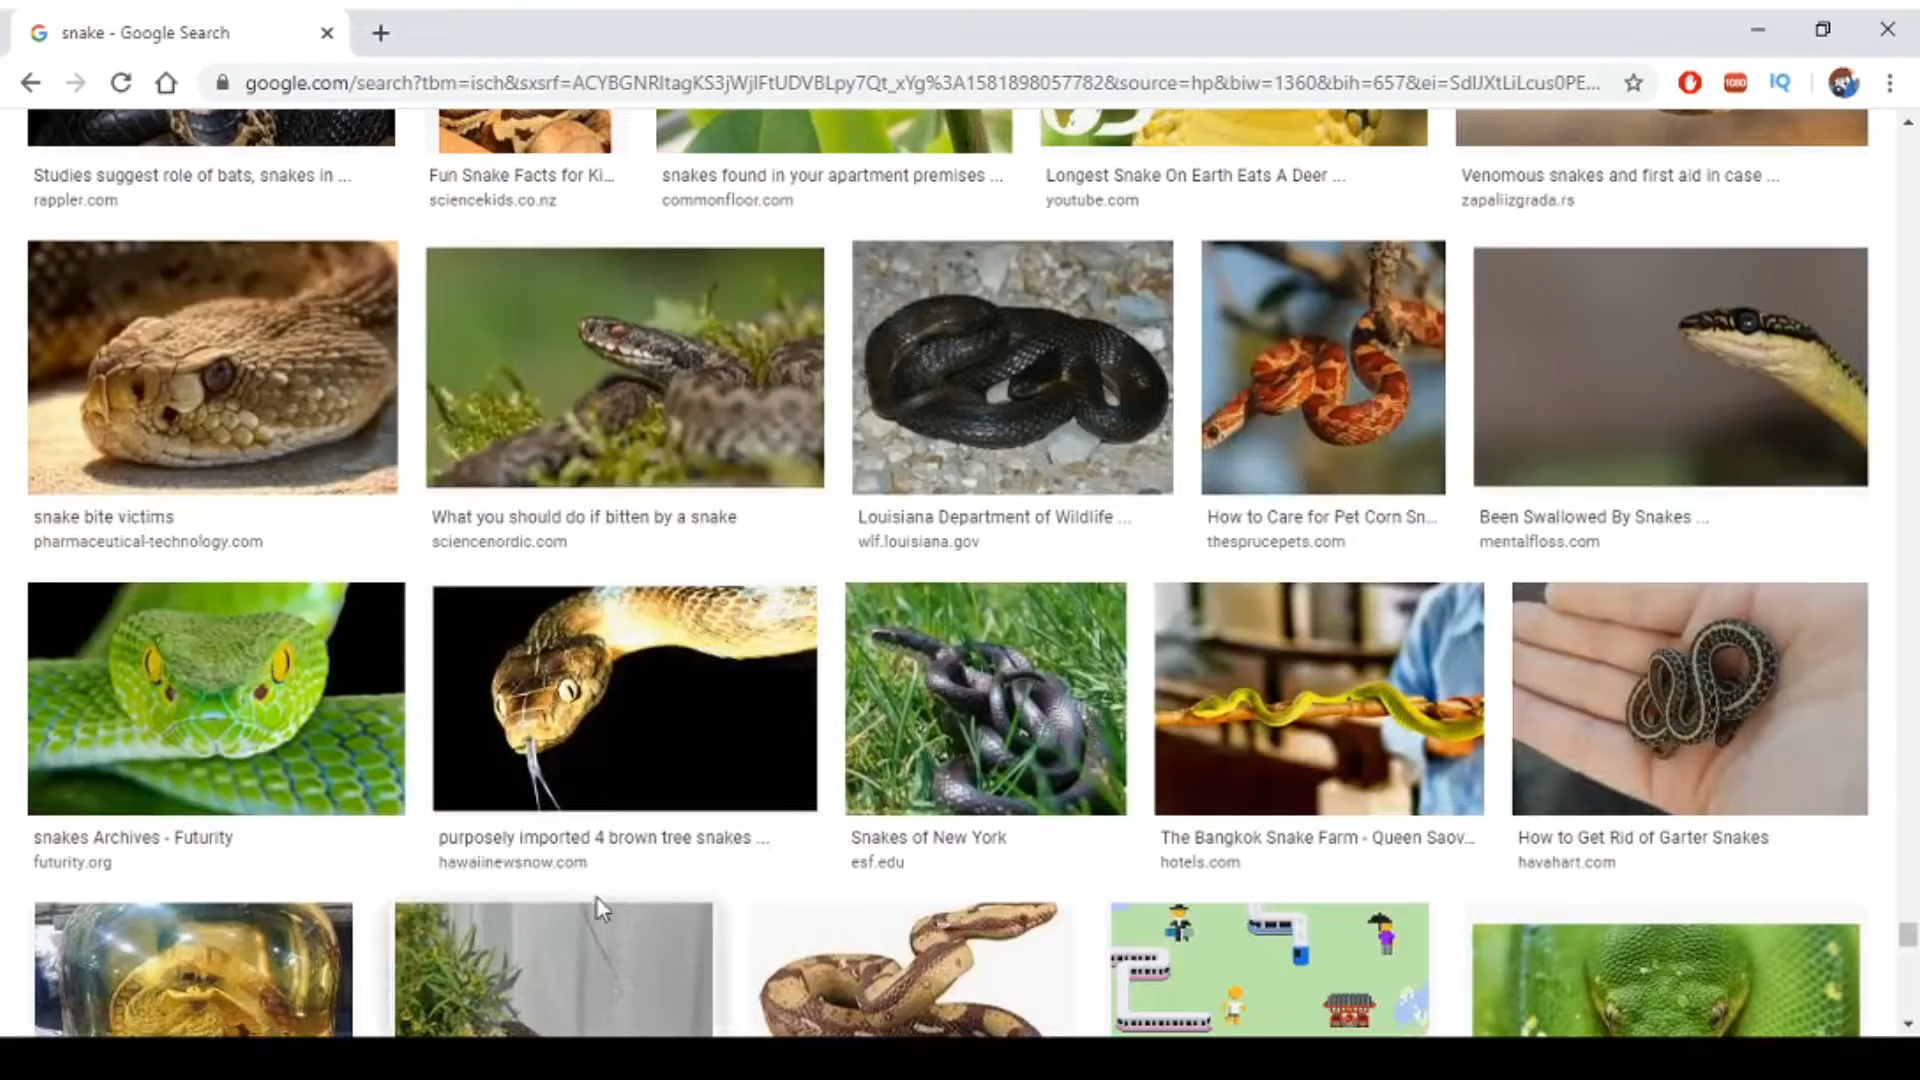 snake - Google Search
google.com/search?tbm=isch&sxsrf=ACYBGNRItagKS3jWjlFtUDVBLpy7Qt_xYg%3A1581898057782&source=hp&biw=1360&bih=657&ei=SdlJXtLiLcus0PE...
1080
IQ
Studies suggest role of bats, snakes in ...
rappler.com
Fun Snake Facts for Ki...
sciencekids.co.nz
snakes found in your apartment premises ...
commonfloor.com
Longest Snake On Earth Eats A Deer ...
youtube.com
Venomous snakes and first aid in case ...
zapaliizgrada.rs
snake bite victims
pharmaceutical-technology.com
What you should do if bitten by a snake
sciencenordic.com
Louisiana Department of Wildlife ...
wlf.louisiana.gov
How to Care for Pet Corn Sn...
thesprucepets.com
Been Swallowed By Snakes ...
mentalfloss.com
snakes Archives - Futurity
futurity.org
purposely imported 4 brown tree snakes ...
hawaiinewsnow.com
Snakes of New York
esf.edu
The Bangkok Snake Farm - Queen Saov...
hotels.com
How to Get Rid of Garter Snakes
havahart.com